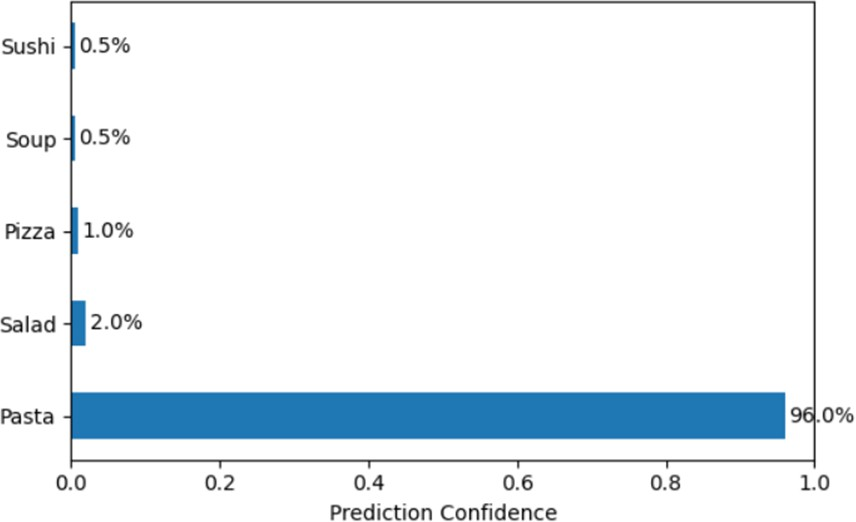 Sushi 0.5%
Soup 0.5%
Pizza 1.0%
Salad 2.0%
Pasta 96.0%
0.0 0.2 0.4 0.6 0.8 1.0
Prediction Confidence